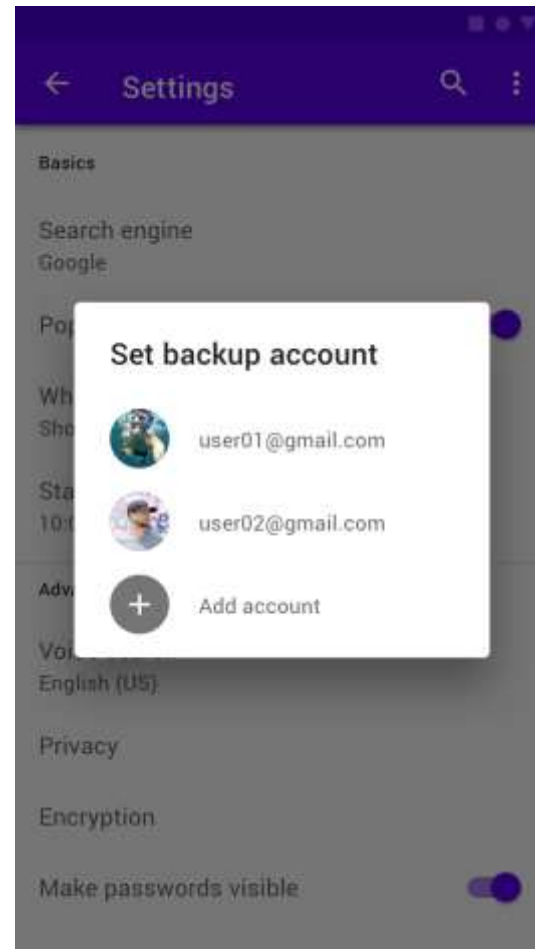 Settings
Basics
Search engine
Google
Set backup account
user01@gmail.com
user02@gmail.com
Add account
English (US)
Privacy
Encryption
Make passwords visible